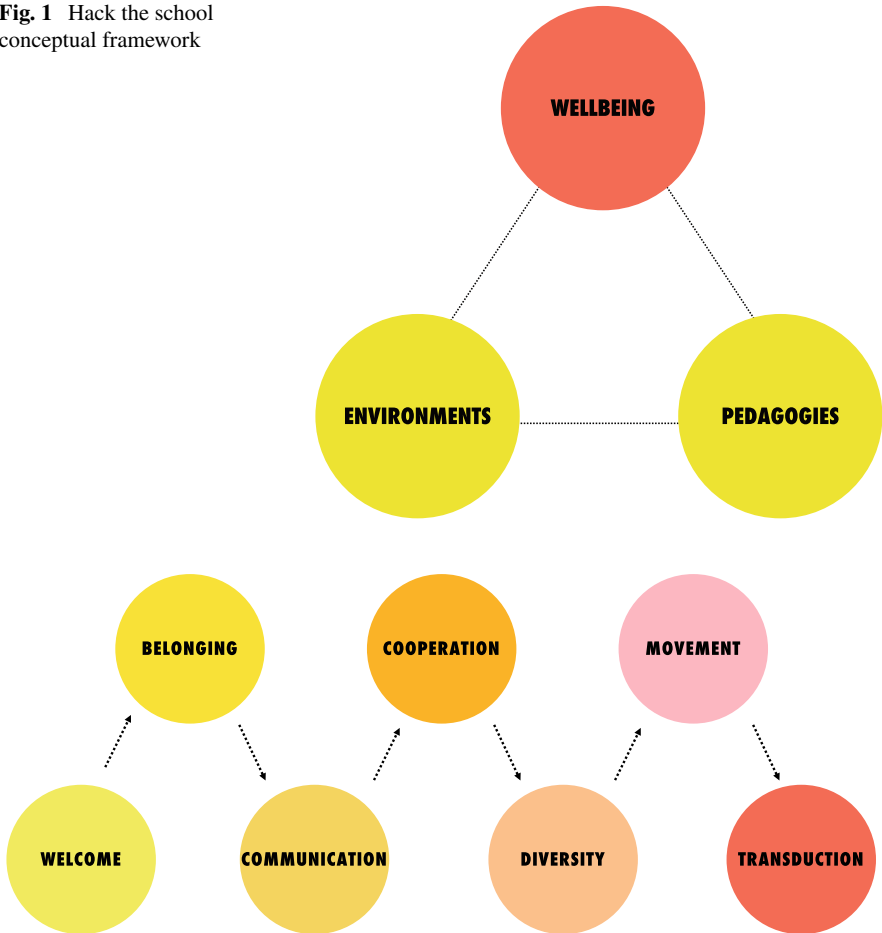 Fig. 1 Hack the school
conceptual framework
WELLBEING
ENVIRONMENTS
PEDAGOGIES
BELONGING
COOPERATION
MOVEMENT
WELCOME
COMMUNICATION
DIVERSITY
TRANSDUCTION